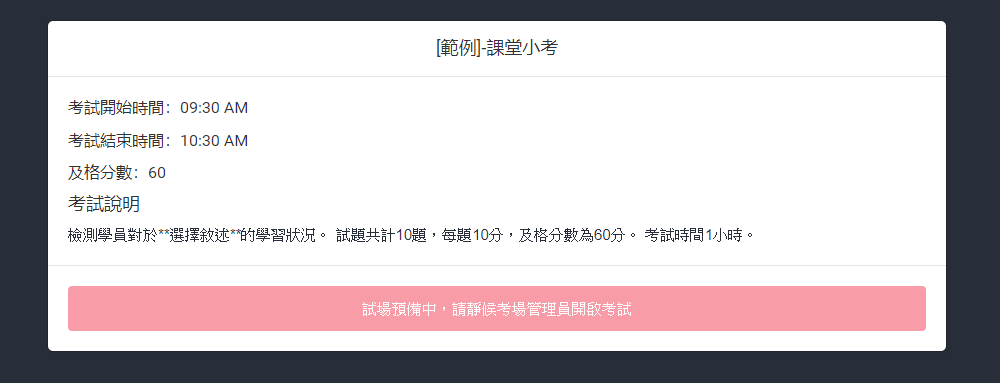 [範例]-課堂小考
考試開始時間：09:30 AM
考試結束時間：10:30 AM
及格分數：60
考試說明
檢測學員對於**選擇敘述**的學習狀況。 試題共計10題，每題10分，及格分數為60分。 考試時間1小時。
試場預備中，請靜候考場管理員開啟考試